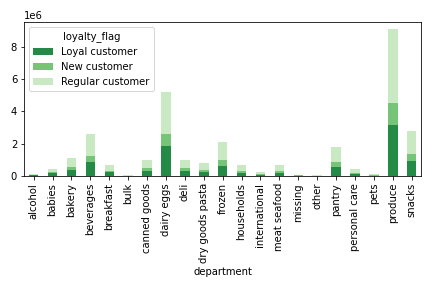 1e6
8
6
4
2
0
loyalty_flag
Loyal customer
New customer
Regular customer
alcohol
babies
bakery
beverages
breakfast
bulk
canned goods
dairy eggs
deli
dry goods pasta
frozen
households
international
meat seafood
missing
other
pantry
personal care
pets
produce
snacks
department